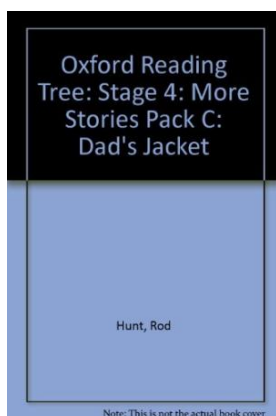 Oxford Reading
Tree: Stage 4: More
Stories Pack C:
Dad's Jacket
Hunt, Rod
Note: This is not the actual book cover